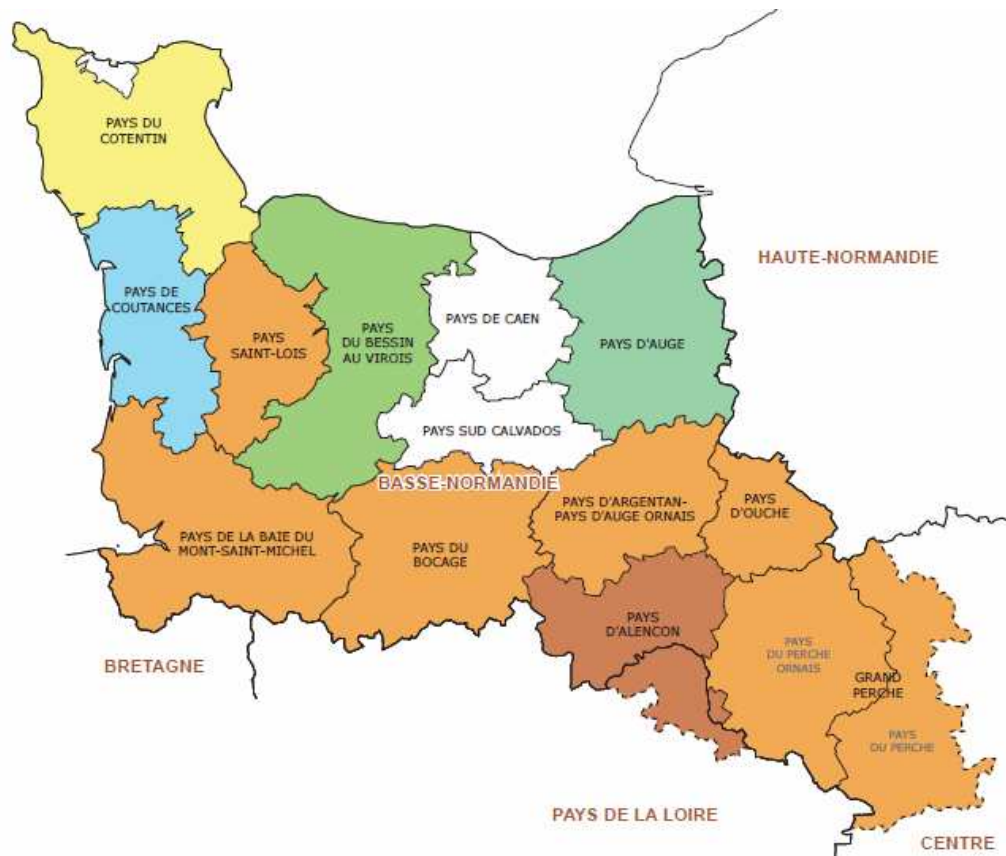 PAYS DU
COTENTIN
HAUTE-NORMANDIE
PAYS DE
COUTANCES
PAYS
SAINT-LOIS
PAYS
DU BESSIN
AU VIROIS
PAYS DE CAEN
PAYS D'AUGE
PAYS SUD CALVADOS
BASSE-NORMANDIE
PAYS D'ARGENTAN-
PAYS D'AUGE ORNAIS
PAYS
D'OUCHE
PAYS DE LA BAIE DU
MONT-SAINT-MICHEL
PAYS DU
BOCAGE
PAYS
D'ALENCON
PAYS
DU PERCHE
ORNAIS
BRETAGNE
GRAND
PERCHE
PAYS
DU PERCHE
PAYS DE LA LOIRE
CENTRE